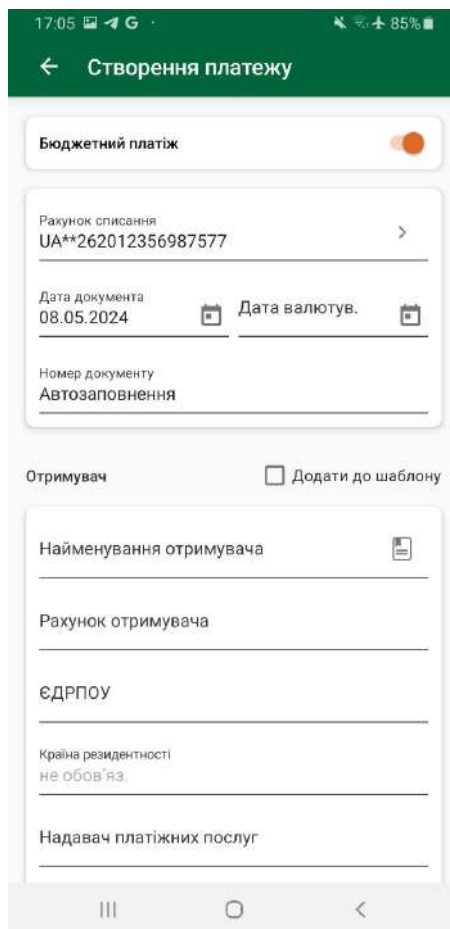 17:05 G · 85%
Створення платежу
Бюджетний платіж
Рахунок списання
UA**262012356987577
Дата документа
08.05.2024
Дата валютув.
Номер документу
Автозаповнення
Отримувач
Додати до шаблону
Найменування отримувача
Рахунок отримувача
ЄДРПОУ
Країна резидентності
не обов'яз.
Надавач платіжних послуг